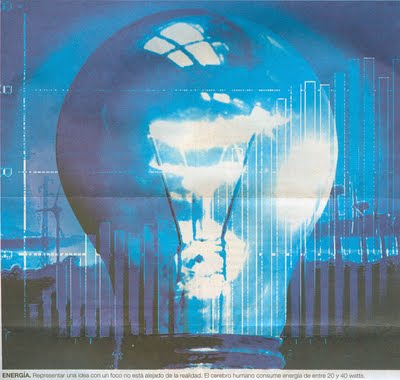 ENERGÍA. Representar una idea con un foco no está alejado de la realidad. El cerebro humano consume energía de entre 20 y 40 watts.